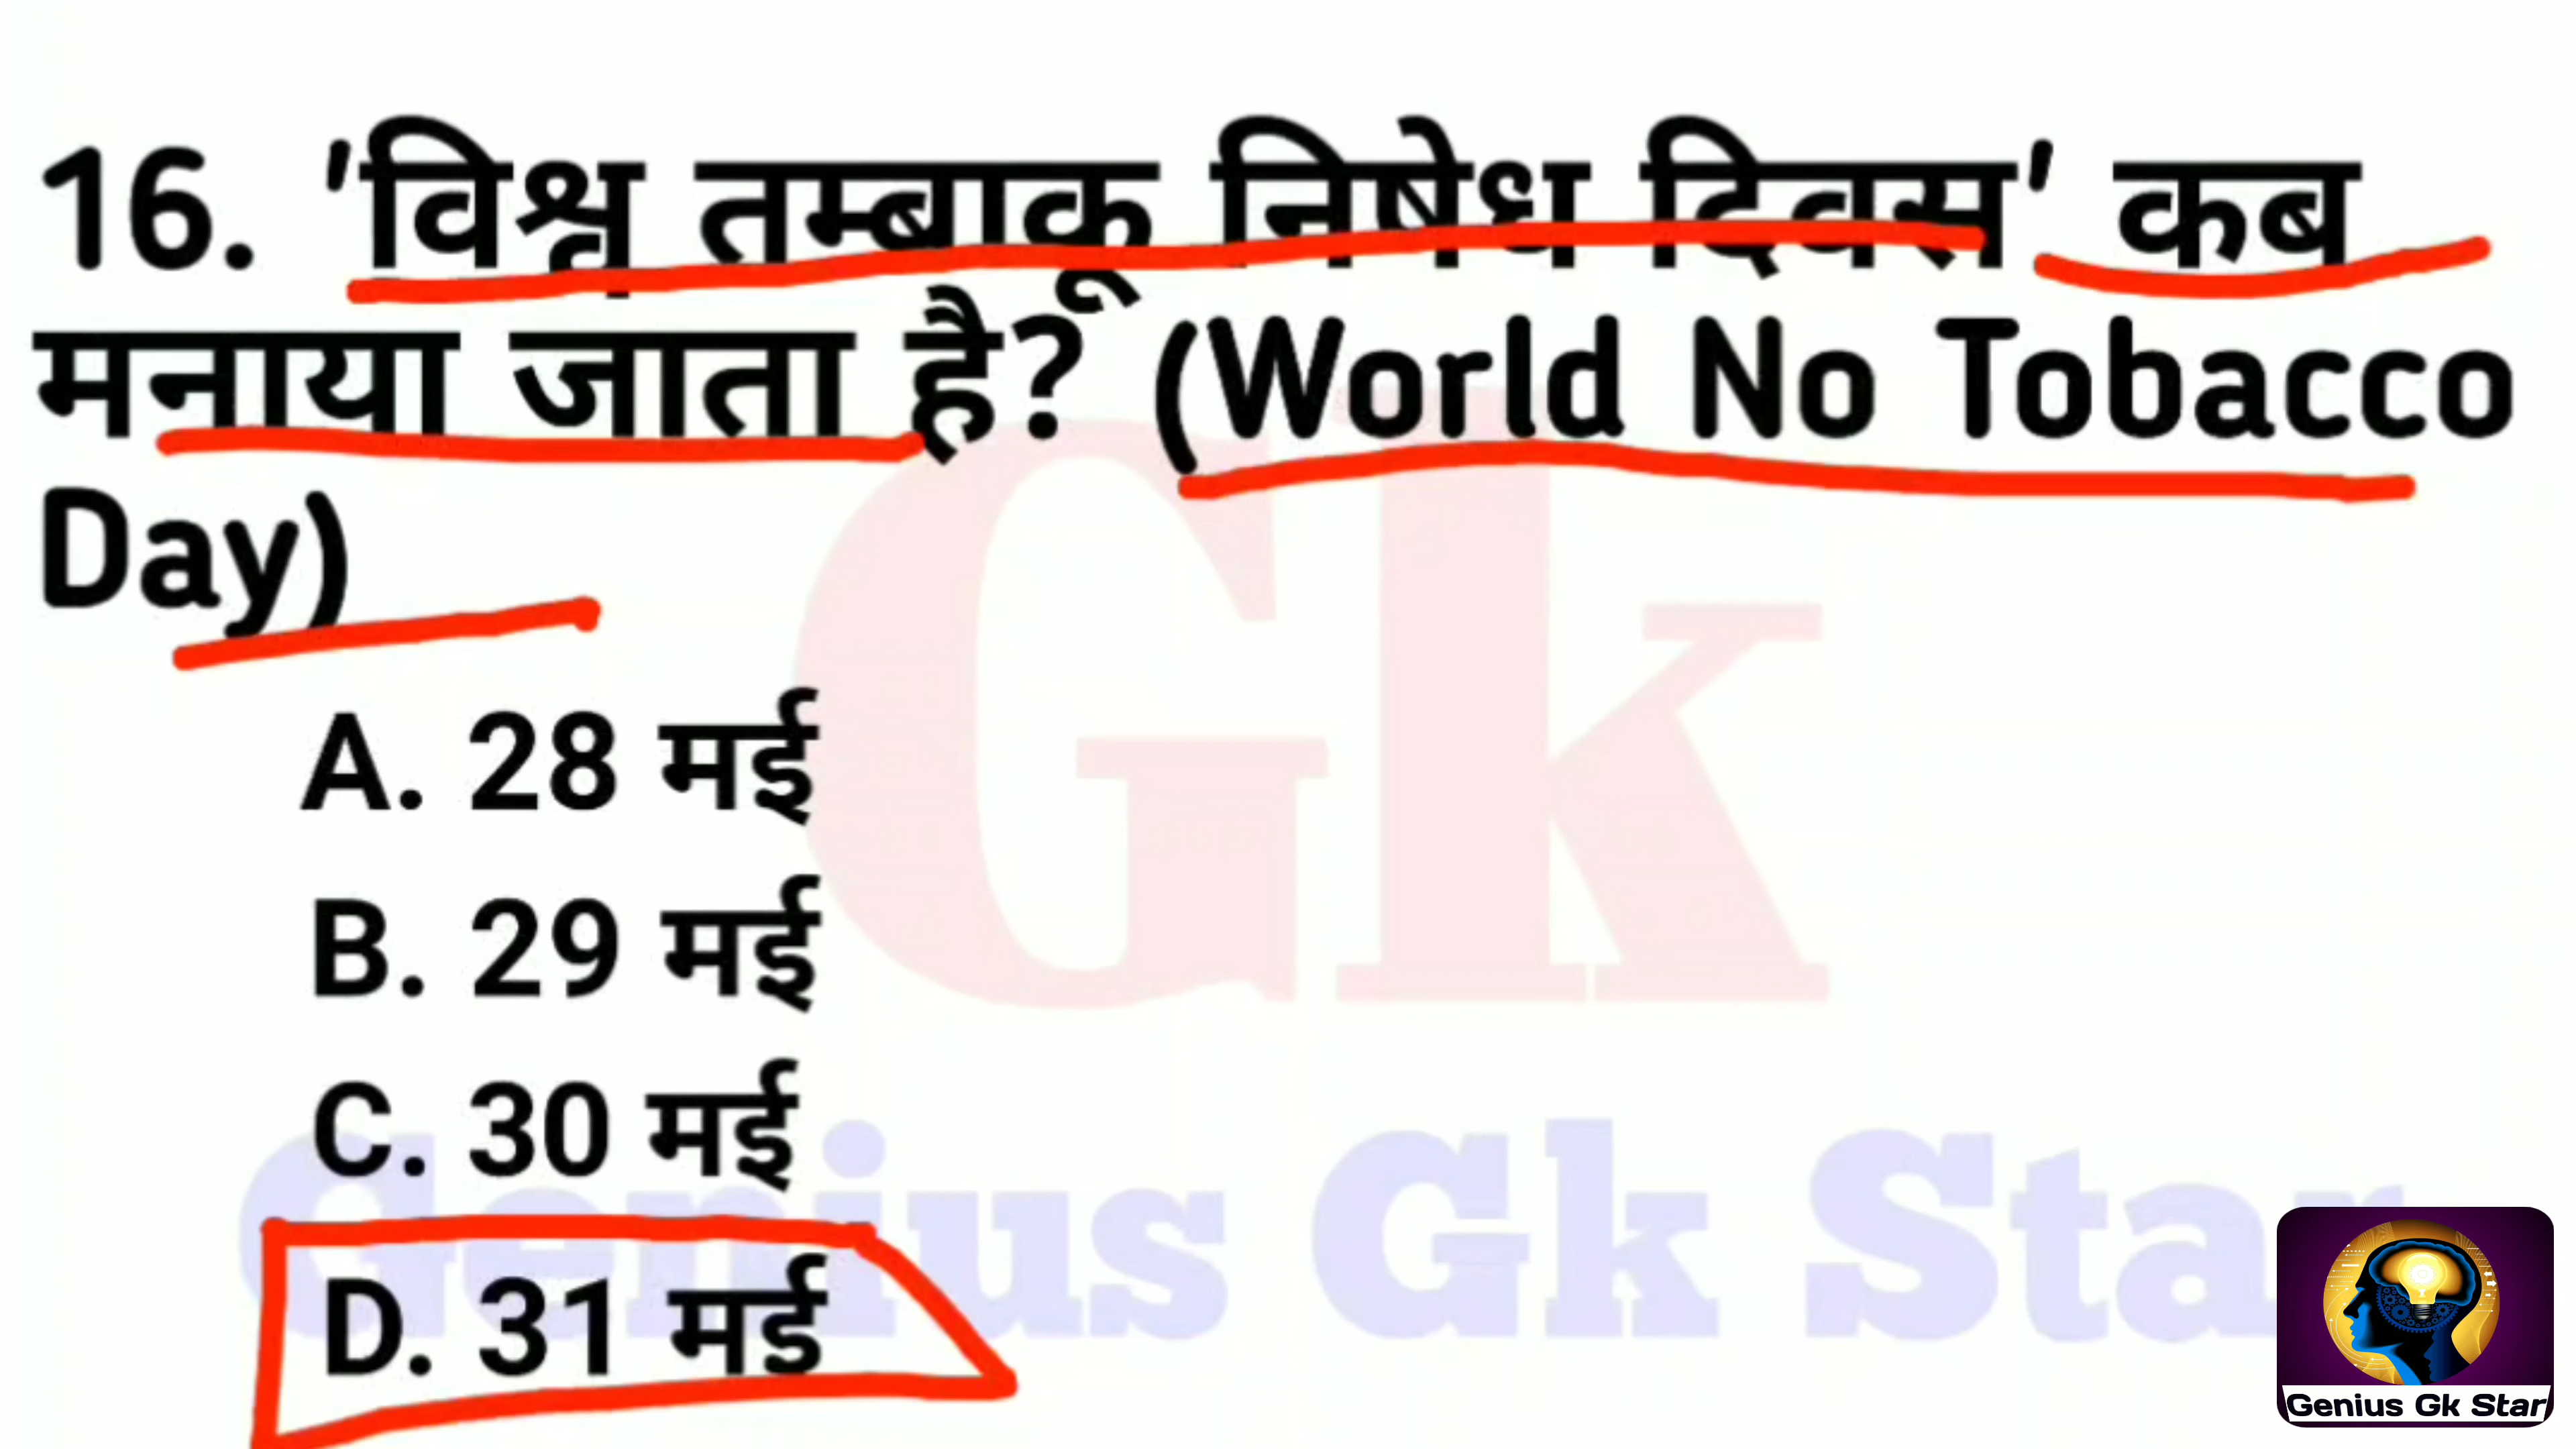 16. 'विश्व तम्बाकू निषेध दिवस' कब
मनाया जाता है? (World No Tobacco
Day)
A. 28 मई
B. 29 मई
C. 30 मई
D. 31 मई
Gk
Genius Gk Star
Genius Gk Star